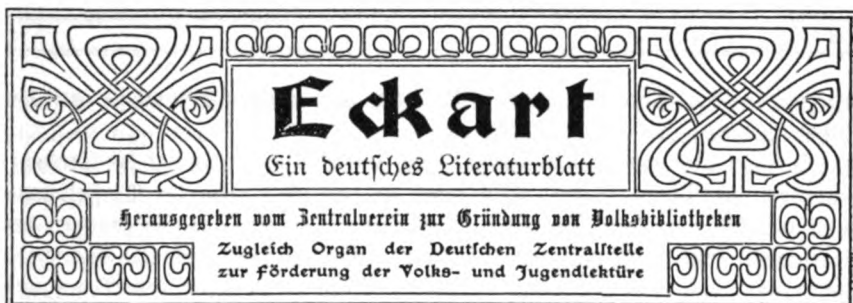 Eckart
Ein deutsches Literaturblatt
Herausgegeben vom Zentralverein zur Gründung von Volksbibliotheken
Zugleich Organ der Deutschen Zentralstelle
zur Förderung der Volks- und Jugendlektüre